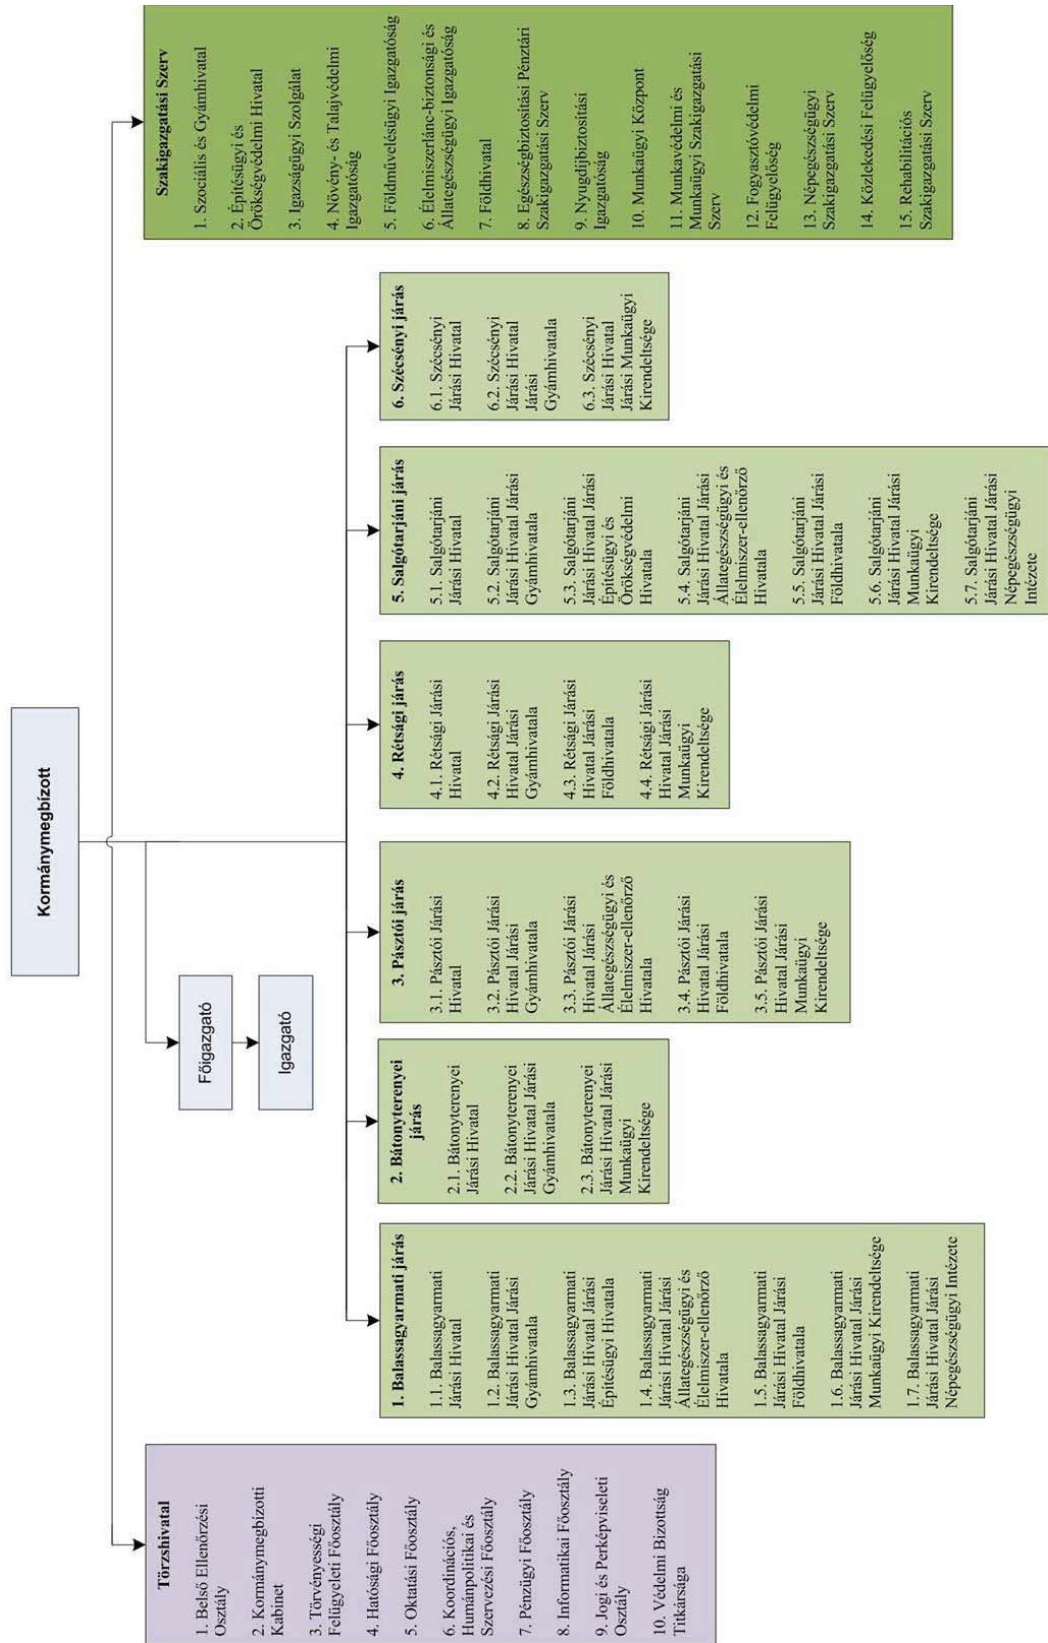 Kormánymegbízott
Főigazgató
Igazgató
Törzshivatal
1. Belső Ellenőrzési
Osztály
2. Kormánymegbízotti
Kabinet
3. Törvényességi
Felügyeleti Főosztály
4. Hatósági Főosztály
5. Oktatási Főosztály
6. Koordinációs,
Humánpolitikai és
Szervezési Főosztály
7. Pénzügyi Főosztály
8. Informatikai Főosztály
9. Jogi és Perképviseleti
Osztály
10. Védelmi Bizottság
Titkársága
1. Balassagyarmati járás
1.1. Balassagyarmati
Járási Hivatal
1.2. Balassagyarmati
Járási Hivatal Járási
Gyámhivatala
1.3. Balassagyarmati
Járási Hivatal Járási
Építésügyi Hivatala
1.4. Balassagyarmati
Járási Hivatal Járási
Állategészségügyi és
Élelmiszer-ellenőrző
Hivatala
1.5. Balassagyarmati
Járási Hivatal Járási
Földhivatala
1.6. Balassagyarmati
Járási Hivatal Járási
Munkaügyi Kirendeltsége
1.7. Balassagyarmati
Járási Hivatal Járási
Népegészségügyi Intézete
2. Bátonyterenyei
járás
2.1. Bátonyterenyei
Járási Hivatal
2.2. Bátonyterenyei
Járási Hivatal Járási
Gyámhivatala
2.3. Bátonyterenyei
Járási Hivatal Járási
Munkaügyi
Kirendeltsége
3. Pásztói járás
3.1. Pásztói Járási
Hivatal
3.2. Pásztói Járási
Hivatal Járási
Gyámhivatala
3.3. Pásztói Járási
Hivatal Járási
Állategészségügyi és
Élelmiszer-ellenőrző
Hivatala
3.4. Pásztói Járási
Hivatal Járási
Földhivatala
3.5. Pásztói Járási
Hivatal Járási
Munkaügyi
Kirendeltsége
4. Rétsági járás
4.1. Rétsági Járási
Hivatal
4.2. Rétsági Járási
Hivatal Járási
Gyámhivatala
4.3. Rétsági Járási
Hivatal Járási
Földhivatala
4.4. Rétsági Járási
Hivatal Járási
Munkaügyi
Kirendeltsége
5. Salgótarjáni járás
5.1. Salgótarjáni
Járási Hivatal
5.2. Salgótarjáni
Járási Hivatal Járási
Gyámhivatala
5.3. Salgótarjáni
Járási Hivatal Járási
Építésügyi és
Örökségvédelmi
Hivatala
5.4. Salgótarjáni
Járási Hivatal Járási
Állategészségügyi és
Élelmiszer-ellenőrző
Hivatala
5.5. Salgótarjáni
Járási Hivatal Járási
Földhivatala
5.6. Salgótarjáni
Járási Hivatal Járási
Munkaügyi
Kirendeltsége
5.7. Salgótarjáni
Járási Hivatal Járási
Népegészségügyi
Intézete
6. Szécsényi járás
6.1. Szécsényi
Járási Hivatal
6.2. Szécsényi
Járási Hivatal
Járási
Gyámhivatala
6.3. Szécsényi
Járási Hivatal
Járási Munkaügyi
Kirendeltsége
Szakigazgatási Szerv
1. Szociális és Gyámhivatal
2. Építésügyi és
Örökségvédelmi Hivatal
3. Igazságügyi Szolgálat
4. Növény- és Talajvédelmi
Igazgatóság
5. Földművelésügyi Igazgatóság
6. Élelmiszerlánc-biztonsági és
Állategészségügyi Igazgatóság
7. Földhivatal
8. Egészségbiztosítási Pénztári
Szakigazgatási Szerv
9. Nyugdíjbiztosítási
Igazgatóság
10. Munkaügyi Központ
11. Munkavédelmi és
Munkaügyi Szakigazgatási
Szerv
12. Fogyasztóvédelmi
Felügyelőség
13. Népegészségügyi
Szakigazgatási Szerv
14. Közlekedési Felügyelőség
15. Rehabilitációs
Szakigazgatási Szerv